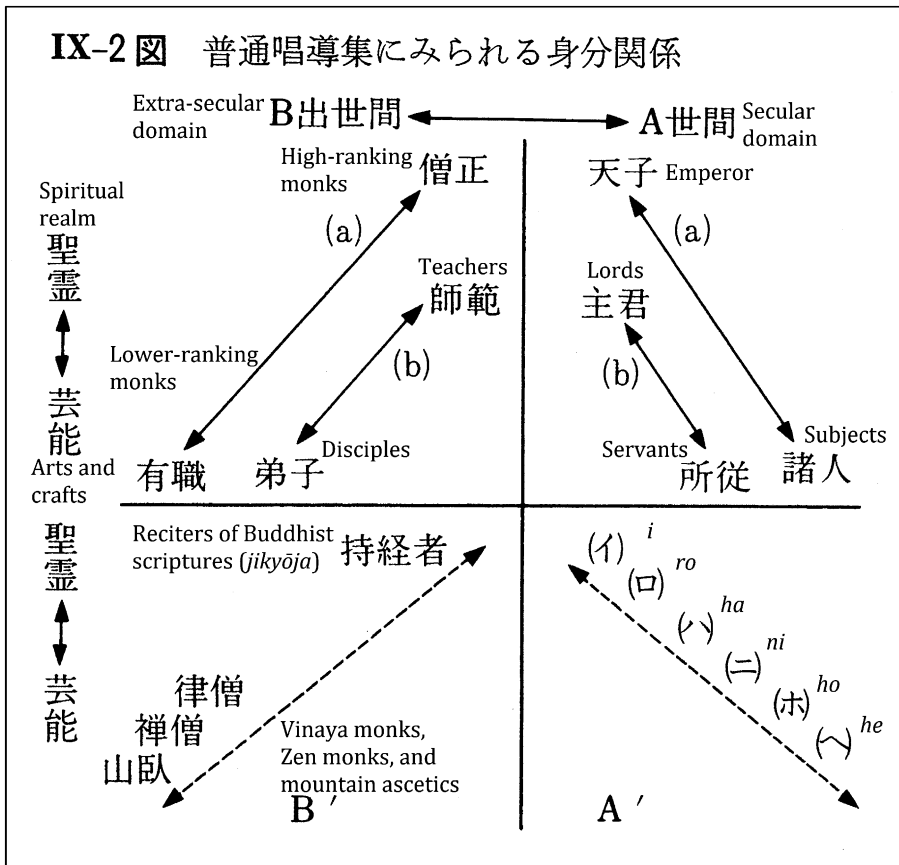 IX-2図 普通唱導集にみられる身分関係
Extra-secular
domain
B出世間
A世間
Secular
domain
High-ranking
monks
僧正
天子
Emperor
Spiritual
realm
聖霊
(a)
(a)
Teachers
師範
Lords
主君
Lower-ranking
monks
(b)
(b)
芸能
Arts and
crafts
有職
弟子
Disciples
Servants
所従
Subjects
諸人
聖霊
Reciters of Buddhist
scriptures (jikyōja)
持経者
(イ) i
(ロ) ro
(ハ) ha
(ニ) ni
(ホ) ho
(ヘ) he
芸能
律僧
禅僧
山臥
Vinaya monks,
Zen monks, and
mountain ascetics
B′
A′